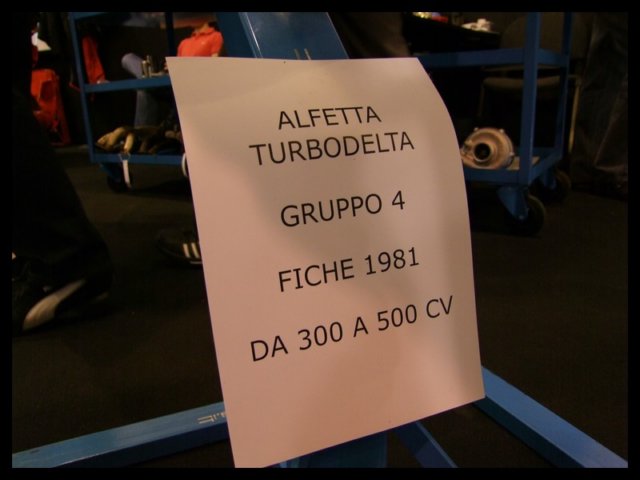 ALFETTA
TURBODELTA
GRUPPO 4
FICHE 1981
DA 300 A 500 CV